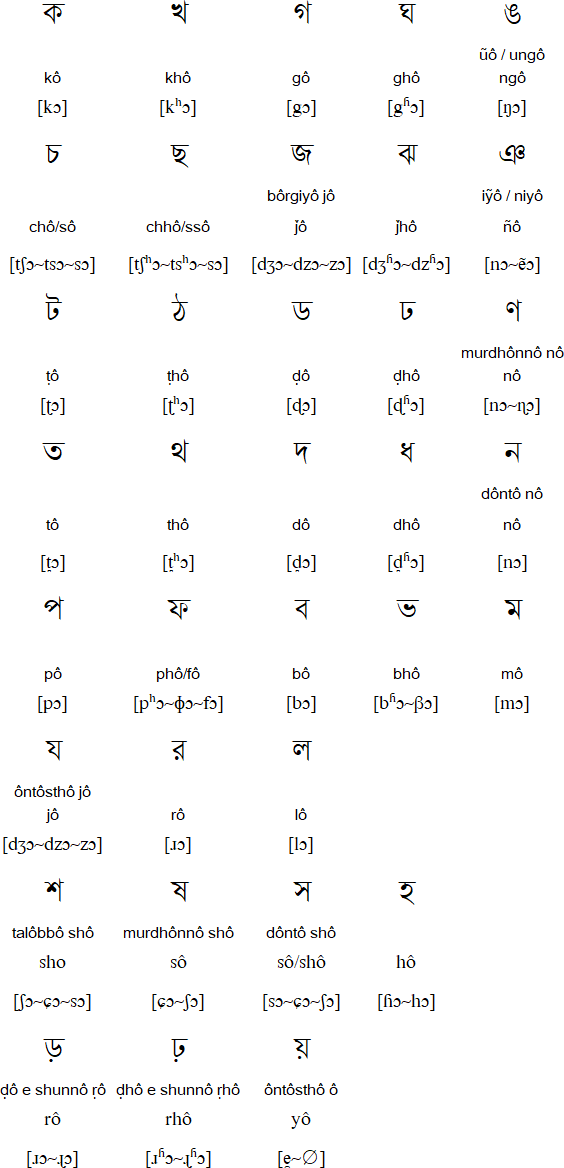 ক খ গ ঘ ঙ
ũô / ungô
kô khô gô ghô ngô
[kɔ] [kʰɔ] [gɔ] [gʱɔ] [ŋɔ]
চ ছ জ ঝ ঞ
bôrgiyô jô iỹô / niyô
chô/sô chhô/ssô ǰô ǰhô ñô
[tʃɔ~tsɔ~sɔ] [tʃʰɔ~tsʰɔ~sɔ] [dʒɔ~dzɔ~zɔ] [dʒʱɔ~dzʱɔ] [nɔ~ẽɔ]
ট ঠ ড ঢ ণ
murdhônnô nô
ṭô ṭhô ḍô ḍhô nô
[ʈɔ] [ʈʰɔ] [ɖɔ] [ɖʱɔ] [nɔ~ɳɔ]
ত থ দ ধ ন
dôntô nô
tô thô dô dhô nô
[t̪ɔ] [t̪ʰɔ] [d̪ɔ] [d̪ʱɔ] [nɔ]
প ফ ব ভ ম
pô phô/fô bô bhô mô
[pɔ] [pʰɔ~ɸɔ~fɔ] [bɔ] [bʱɔ~βɔ] [mɔ]
য র ল
ôntôsthô jô
jô rô lô
[dʒɔ~dzɔ~zɔ] [ɹɔ] [lɔ]
শ ষ স হ
talôbbô shô murdhônnô shô dôntô shô
sho sô sô/shô hô
[ʃɔ~ɕɔ~sɔ] [ɕɔ~ʃɔ] [sɔ~ɕɔ~ʃɔ] [ɦɔ~hɔ]
ড় ঢ় য়
ḍô e shunnô ṛô ḍhô e shunnô ṛhô ôntôsthô ô
rô rhô yô
[ɹɔ~ɻɔ] [ɹʱɔ~ɻʱɔ] [e̯~∅]